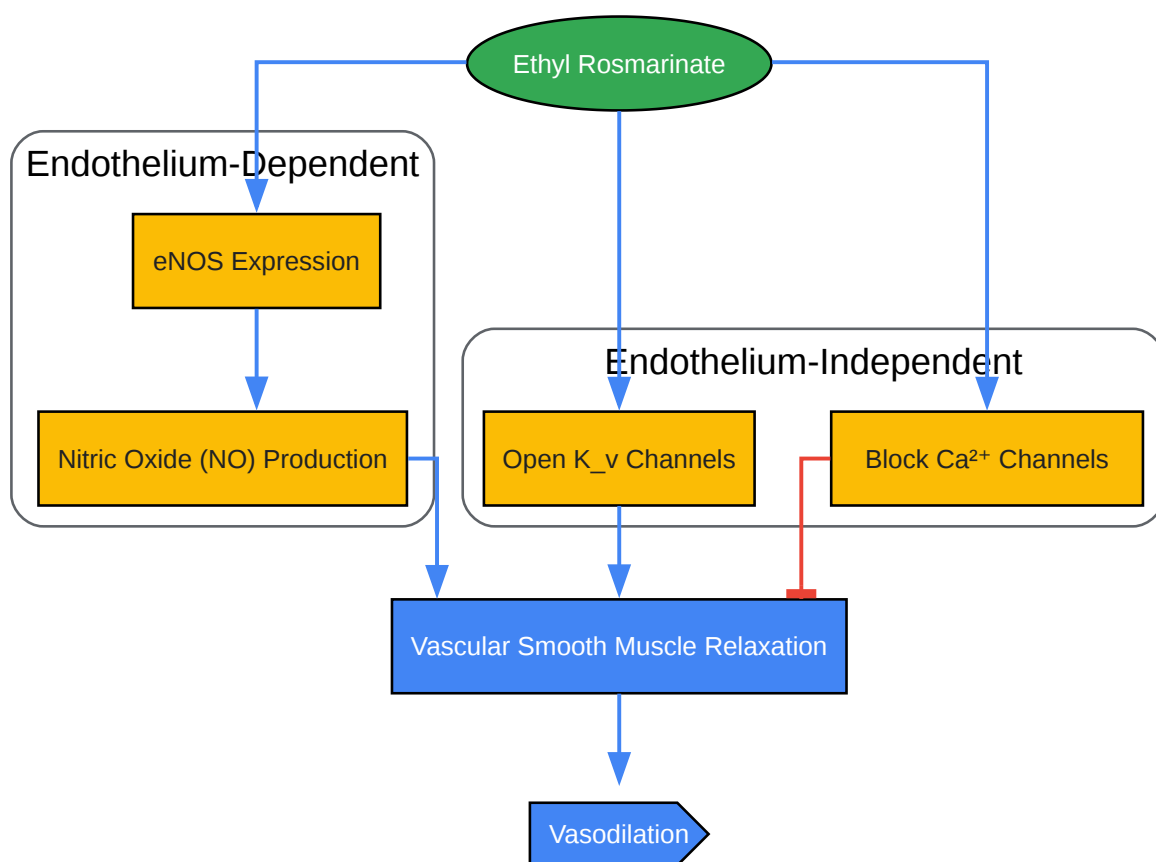 Ethyl Rosmarinate
Endothelium-Dependent
eNOS Expression
Endothelium-Independent
Nitric Oxide (NO) Production
Open K_v Channels
Block Ca²⁺ Channels
Vascular Smooth Muscle Relaxation
Vasodilation